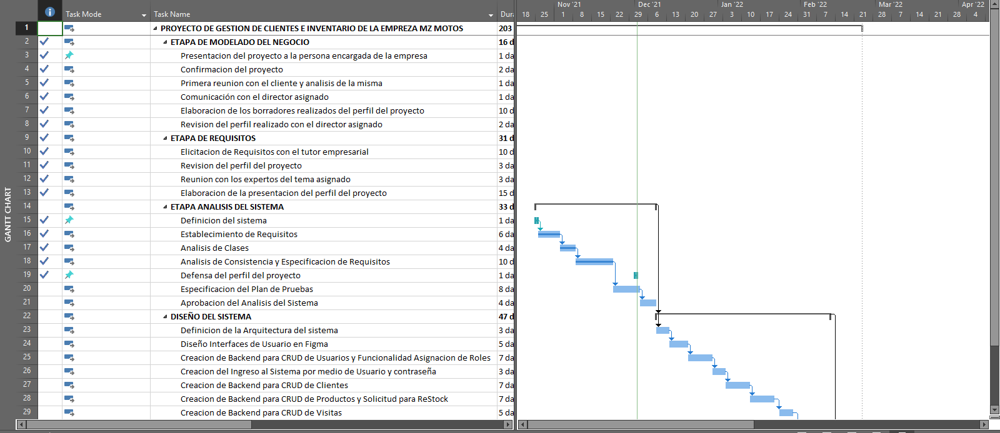 Nov '21 Dec '21 Jan '22 Feb '22 Mar '22 Apr '22
Task Mode Task Name Dura 18 25 1 8 15 22 29 6 13 20 27 3 10 17 24 31 7 14 21 28 7 14 21 28 4
1 PROYECTO DE GESTION DE CLIENTES E INVENTARIO DE LA EMPREZA MZ MOTOS 203
2 ETAPA DE MODELADO DEL NEGOCIO 16 d
3 Presentacion del proyecto a la persona encargada de la empresa 1 da
4 Confirmacion del proyecto 2 da
5 Primera reunion con el cliente y analisis de la misma 1 da
6 Comunicación con el director asignado 1 da
7 Elaboracion de los borradores realizados del perfil del proyecto 10 d
8 Revision del perfil realizado con el director asignado 2 da
9 ETAPA DE REQUISITOS 31 d
10 Elicitacion de Requisitos con el tutor empresarial 10 d
11 Revision del perfil del proyecto 3 da
12 Reunion con los expertos del tema asignado 3 da
13 Elaboracion de la presentacion del perfil del proyecto 15 d
14 ETAPA ANALISIS DEL SISTEMA 33 d
15 Definicion del sistema 1 da
16 Establecimiento de Requisitos 6 da
17 Analisis de Clases 4 da
18 Analisis de Consistencia y Especificacion de Requisitos 10 d
19 Defensa del perfil del proyecto 1 da
20 Especificacion del Plan de Pruebas 8 da
21 Aprobacion del Analisis del Sistema 4 da
22 DISEÑO DEL SISTEMA 47 d
23 Definicion de la Arquitectura del sistema 3 da
24 Diseño Interfaces de Usuario en Figma 5 da
25 Creacion de Backend para CRUD de Usuarios y Funcionalidad Asignacion de Roles 7 da
26 Creacion del Ingreso al Sistema por medio de Usuario y contraseña 3 da
27 Creacion de Backend para CRUD de Clientes 7 da
28 Creacion de Backend para CRUD de Productos y Solicitud para ReStock 7 da
29 Creacion de Backend para CRUD de Visitas 5 da
GANTT CHART